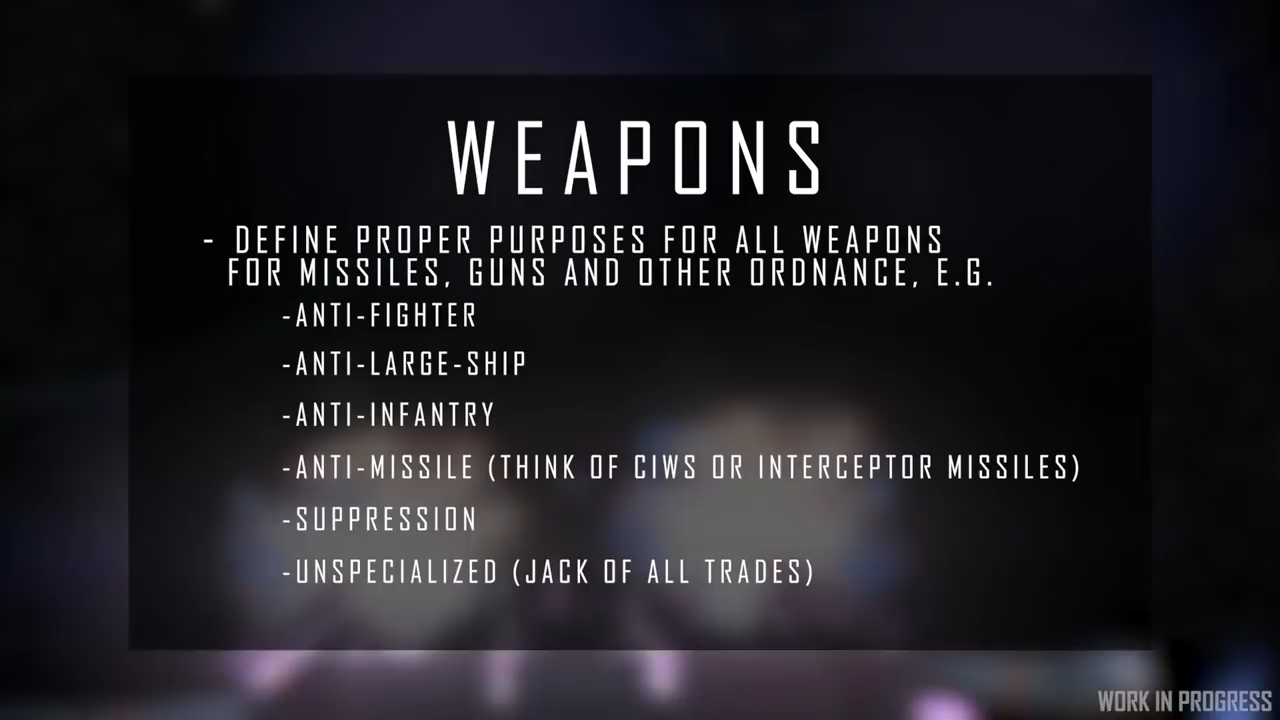 WEAPONS
- DEFINE PROPER PURPOSES FOR ALL WEAPONS
FOR MISSILES, GUNS AND OTHER ORDNANCE, E.G.
-ANTI-FIGHTER
-ANTI-LARGE-SHIP
-ANTI-INFANTRY
-ANTI-MISSILE (THINK OF CIWS OR INTERCEPTOR MISSILES)
-SUPPRESSION
-UNSPECIALIZED (JACK OF ALL TRADES)
WORK IN PROGRESS